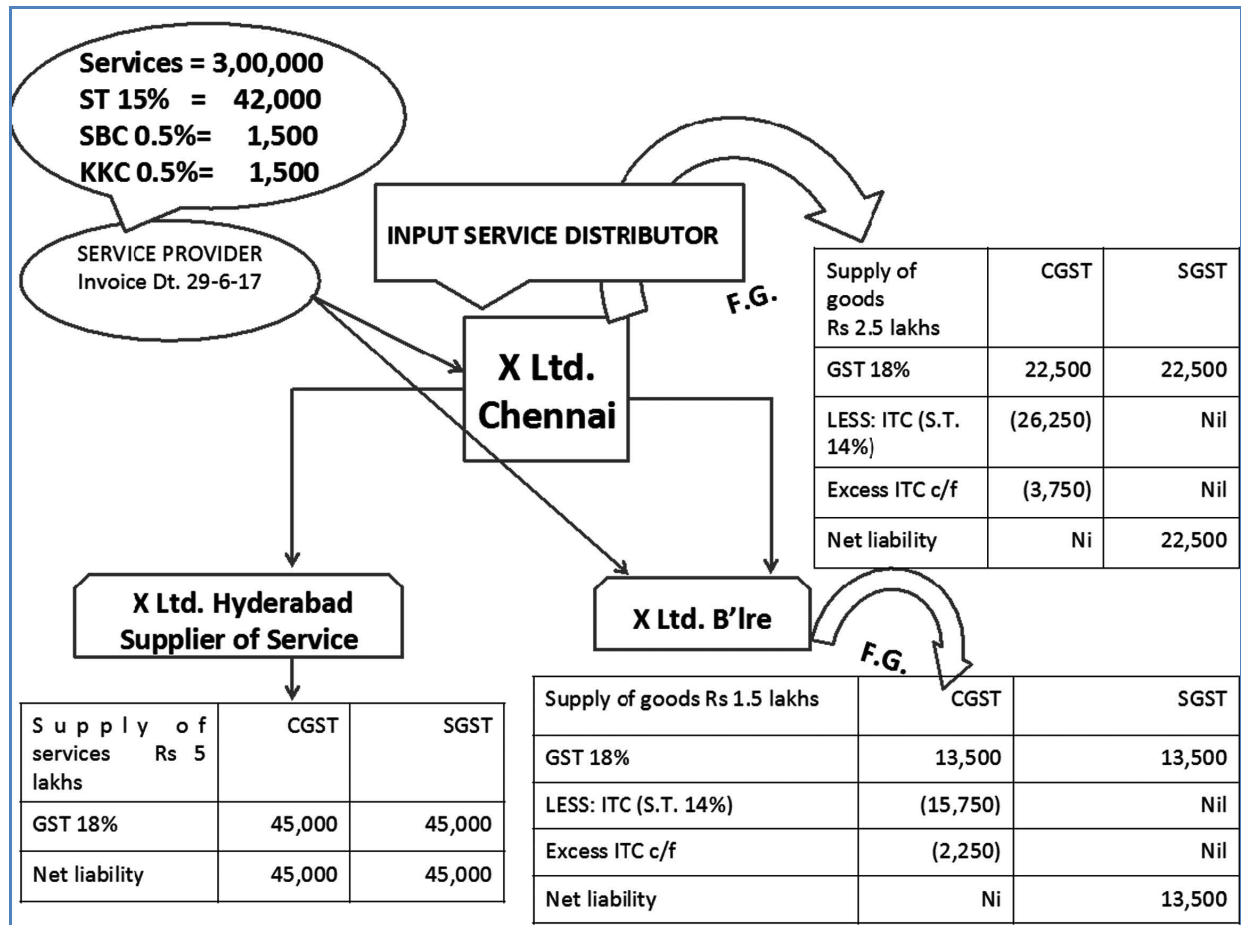 Services = 3,00,000
ST 15% = 42,000
SBC 0.5%= 1,500
KKC 0.5%= 1,500
SERVICE PROVIDER
Invoice Dt. 29-6-17
INPUT SERVICE DISTRIBUTOR
F.G.
X Ltd.
Chennai
Supply of CGST SGST
goods
Rs 2.5 lakhs
GST 18% 22,500 22,500
LESS: ITC (S.T. (26,250) Nil
14%)
Excess ITC c/f (3,750) Nil
Net liability Ni 22,500
X Ltd. Hyderabad
Supplier of Service
X Ltd. B’lre
F.G.
Supply of CGST SGST
services Rs 5
lakhs
GST 18% 45,000 45,000
Net liability 45,000 45,000
Supply of goods Rs 1.5 lakhs CGST SGST
GST 18% 13,500 13,500
LESS: ITC (S.T. 14%) (15,750) Nil
Excess ITC c/f (2,250) Nil
Net liability Ni 13,500